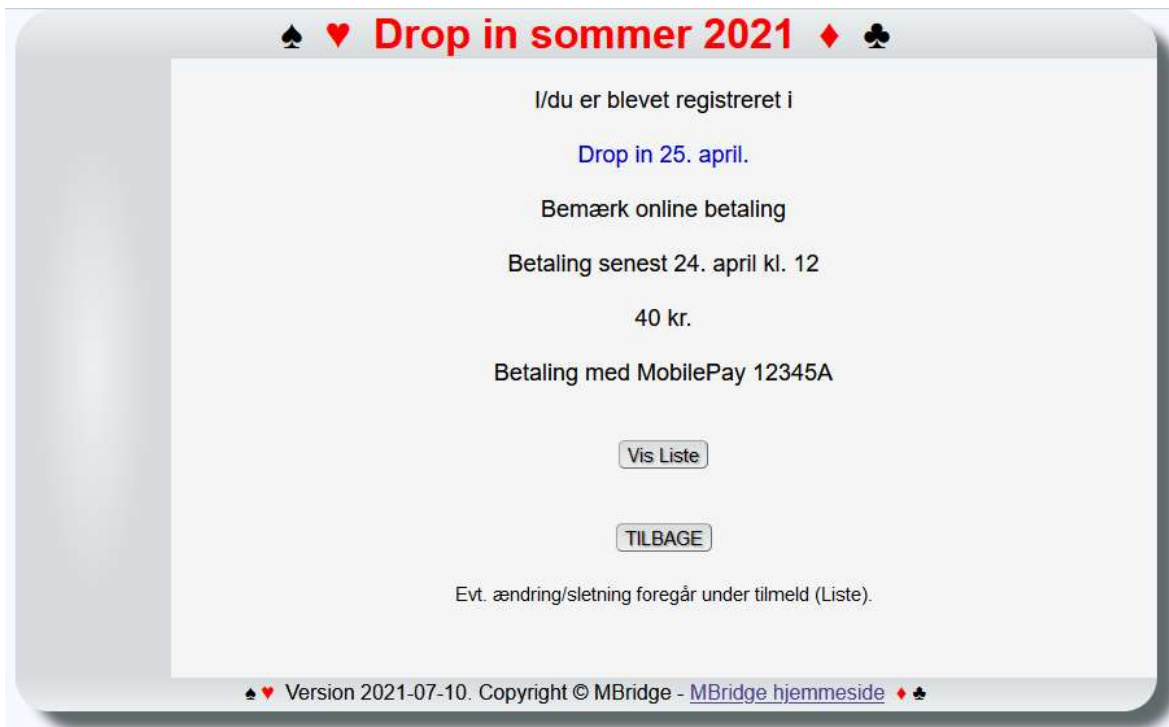 ♠ ♥ Drop in sommer 2021 ♦ ♣
I/du er blevet registreret i
Drop in 25. april.
Bemærk online betaling
Betaling senest 24. april kl. 12
40 kr.
Betaling med MobilePay 12345A
Vis Liste
TILBAGE
Evt. ændring/sletning foregår under tilmeld (Liste).
♠ ♥ Version 2021-07-10. Copyright © MBridge - MBridge hjemmeside ♦ ♣